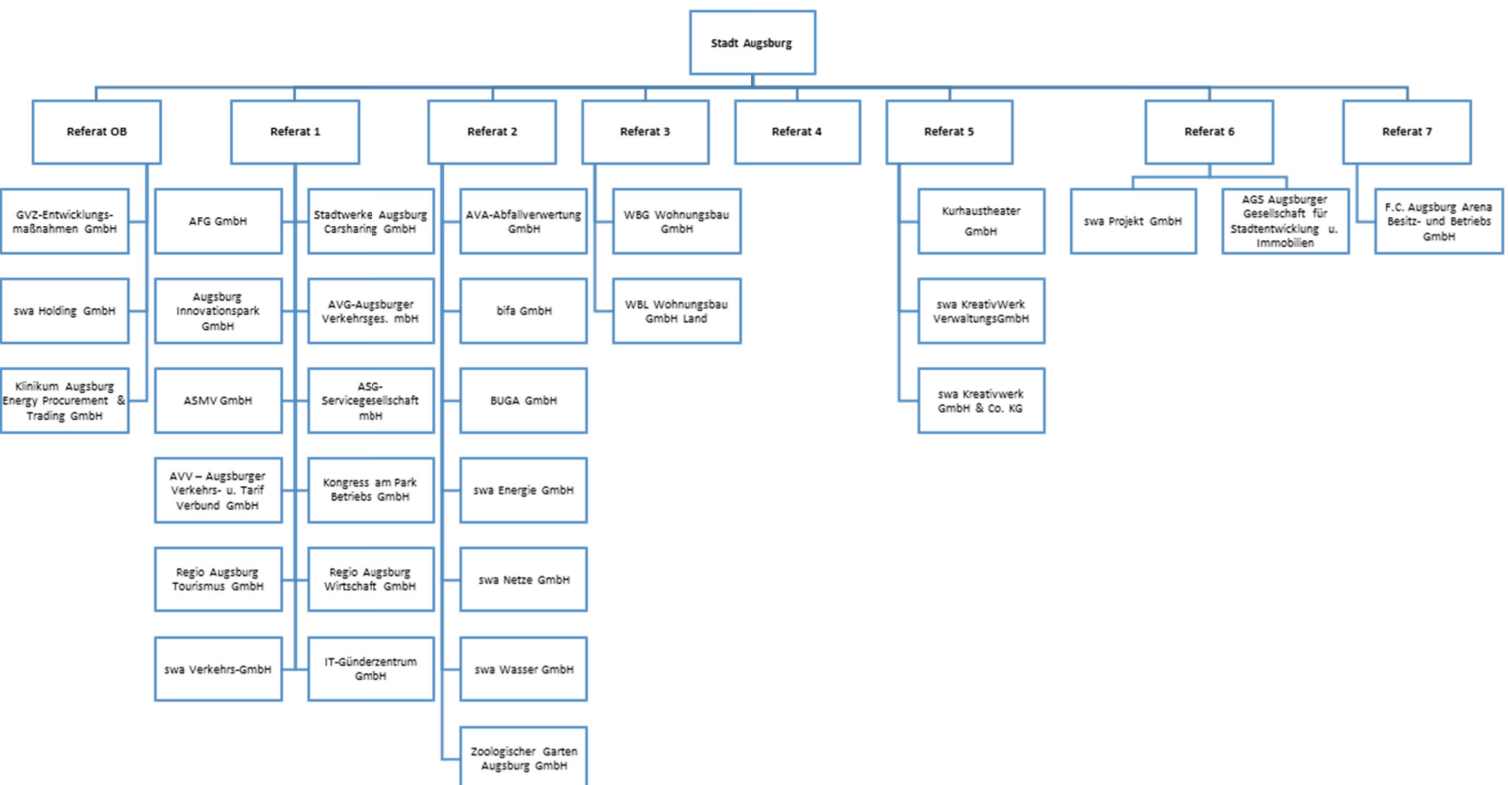 Stadt Augsburg
Referat OB
Referat 1
Referat 2
Referat 3
Referat 4
Referat 5
Referat 6
Referat 7
GVZ-Entwicklungs-
maßnahmen GmbH
swa Holding GmbH
Klinikum Augsburg
Energy Procurement &
Trading GmbH
AFG GmbH
Augsburg
Innovationspark
GmbH
ASMV GmbH
AVV – Augsburger
Verkehrs- u. Tarif
Verbund GmbH
Regio Augsburg
Tourismus GmbH
swa Verkehrs-GmbH
Stadtwerke Augsburg
Carsharing GmbH
AVG-Augsburger
Verkehrsges. mbH
ASG-
Servicegesellschaft
mbH
Kongress am Park
Betriebs GmbH
Regio Augsburg
Wirtschaft GmbH
IT-Günderzentrum
GmbH
AVA-Abfallverwertung
GmbH
bifa GmbH
BUGA GmbH
swa Energie GmbH
swa Netze GmbH
swa Wasser GmbH
Zoologischer Garten
Augsburg GmbH
WBG Wohnungsbau
GmbH
WBL Wohnungsbau
GmbH Land
Kurhaustheater
GmbH
swa KreativWerk
VerwaltungsGmbH
swa Kreativwerk
GmbH & Co. KG
swa Projekt GmbH
AGS Augsburger
Gesellschaft für
Stadtentwicklung u.
Immobilien
F.C. Augsburg Arena
Besitz- und Betriebs
GmbH